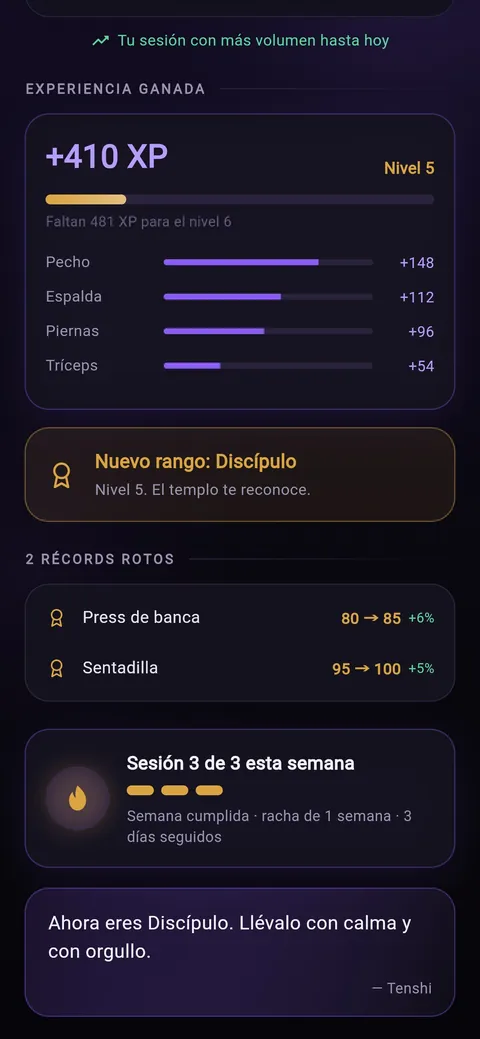 Tu sesión con más volumen hasta hoy
EXPERIENCIA GANADA
+410 XP
Nivel 5
Faltan 481 XP para el nivel 6
Pecho +148
Espalda +112
Piernas +96
Tríceps +54
Nuevo rango: Discípulo
Nivel 5. El templo te reconoce.
2 RÉCORDS ROTOS
Press de banca 80 → 85 +6%
Sentadilla 95 → 100 +5%
Sesión 3 de 3 esta semana
Semana cumplida · racha de 1 semana · 3
días seguidos
Ahora eres Discípulo. Llévalo con calma y
con orgullo.
— Tenshi